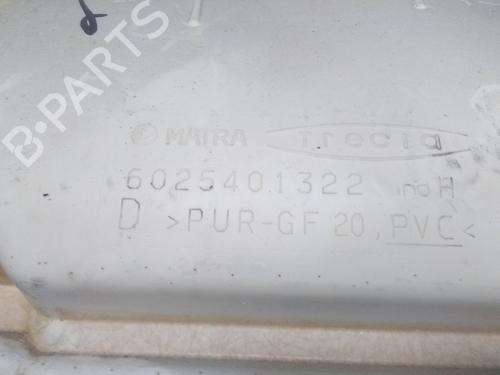 B-PARTS
© MATRA Trecia
6025401322 ind H
D >PUR-GF 20, PVC<